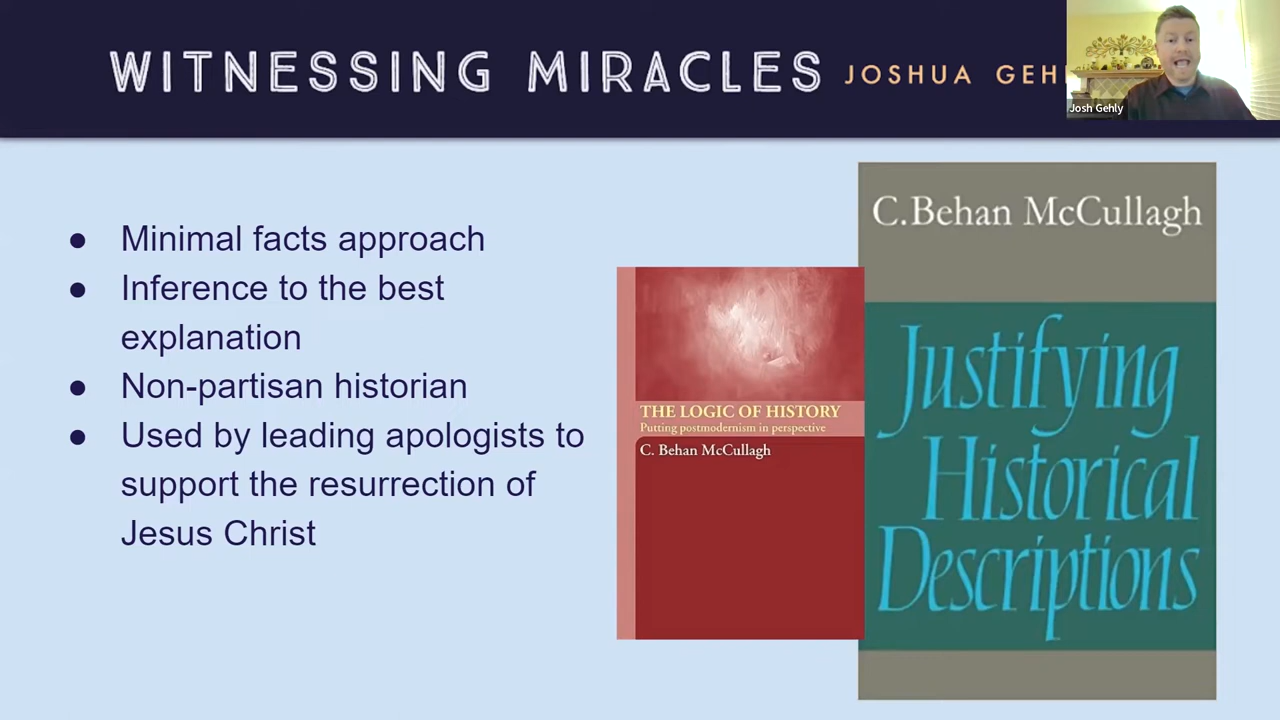 WITNESSING MIRACLES JOSHUA GEH
Josh Gehly
● Minimal facts approach
● Inference to the best
explanation
● Non-partisan historian
● Used by leading apologists to
support the resurrection of
Jesus Christ
THE LOGIC OF HISTORY
Putting postmodernism in perspective
C. Behan McCullagh
C.Behan McCullagh
Justifying
Historical
Descriptions